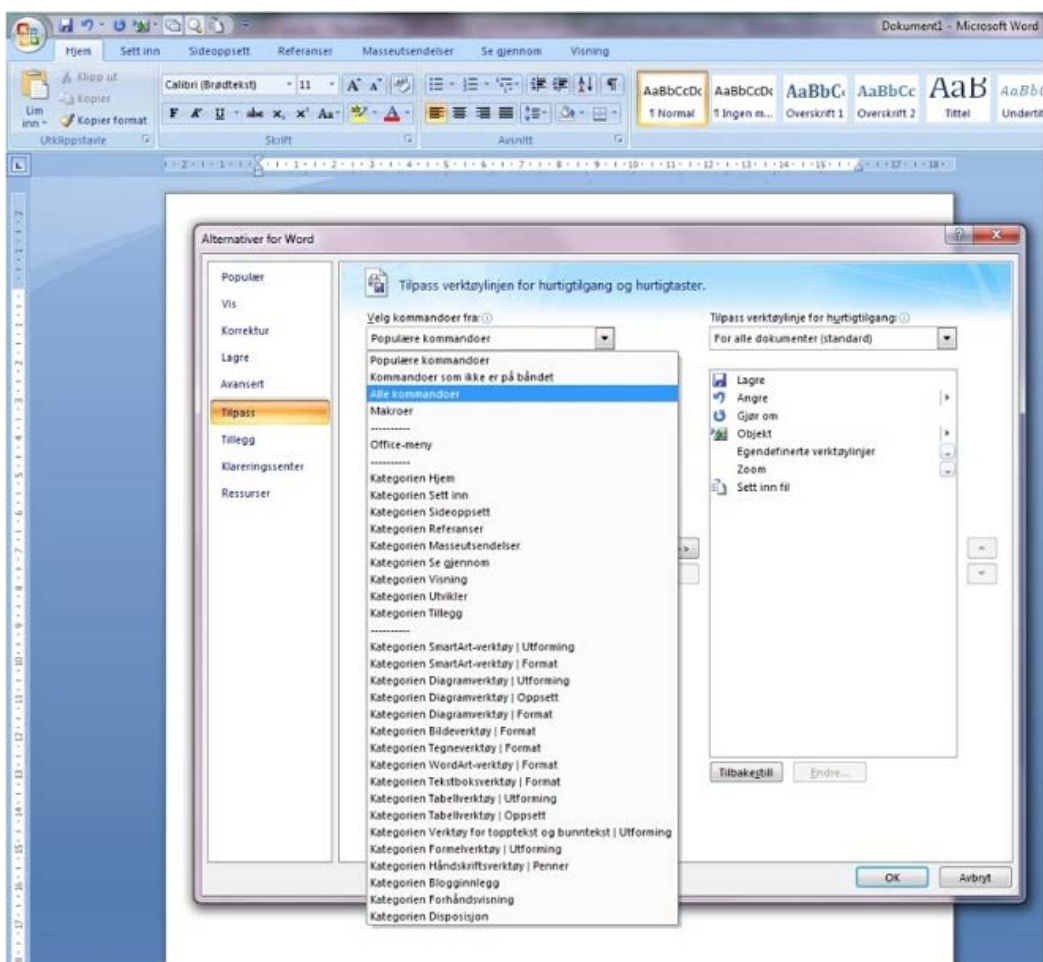 Dokument1 - Microsoft Word
Hjem Sett inn Sideoppsett Referanser Masseutsendelser Se gjennom Visning
Klipp ut
Kopier
Kopier format
Lim inn
Utklippstavle
Calibri (Brødtekst) 11
F K U abe x, x² Aa
Skrift
Avsnitt
AaBbCcDc AaBbCcDc AaBbC AaBbCc AaB AaBb
¶ Normal ¶ Ingen m... Overskrift 1 Overskrift 2 Tittel Undertit
Alternativer for Word
Populær
Vis
Korrektur
Lagre
Avansert
Tilpass
Tillegg
Klareringssenter
Ressurser
Tilpass verktøylinjen for hurtigtilgang og hurtigtaster.
Velg kommandoer fra:
Populære kommandoer
Populære kommandoer
Kommandoer som ikke er på båndet
Alle kommandoer
Makroer
----------
Office-meny
----------
Kategorien Hjem
Kategorien Sett inn
Kategorien Sideoppsett
Kategorien Referanser
Kategorien Masseutsendelser
Kategorien Se gjennom
Kategorien Visning
Kategorien Utvikler
Kategorien Tillegg
----------
Kategorien SmartArt-verktøy | Utforming
Kategorien SmartArt-verktøy | Format
Kategorien Diagramverktøy | Utforming
Kategorien Diagramverktøy | Oppsett
Kategorien Diagramverktøy | Format
Kategorien Bildeverktøy | Format
Kategorien Tegneverktøy | Format
Kategorien WordArt-verktøy | Format
Kategorien Tekstboksverktøy | Format
Kategorien Tabellverktøy | Utforming
Kategorien Tabellverktøy | Oppsett
Kategorien Verktøy for topptekst og bunntekst | Utforming
Kategorien Formelverktøy | Utforming
Kategorien Håndskriftsverktøy | Penner
Kategorien Blogginnlegg
Kategorien Forhåndsvisning
Kategorien Disposisjon
Tilpass verktøylinje for hurtigtilgang:
For alle dokumenter (standard)
Lagre
Angre
Gjør om
Objekt
Egendefinerte verktøylinjer
Zoom
Sett inn fil
Tilbakestill Endre...
OK Avbryt